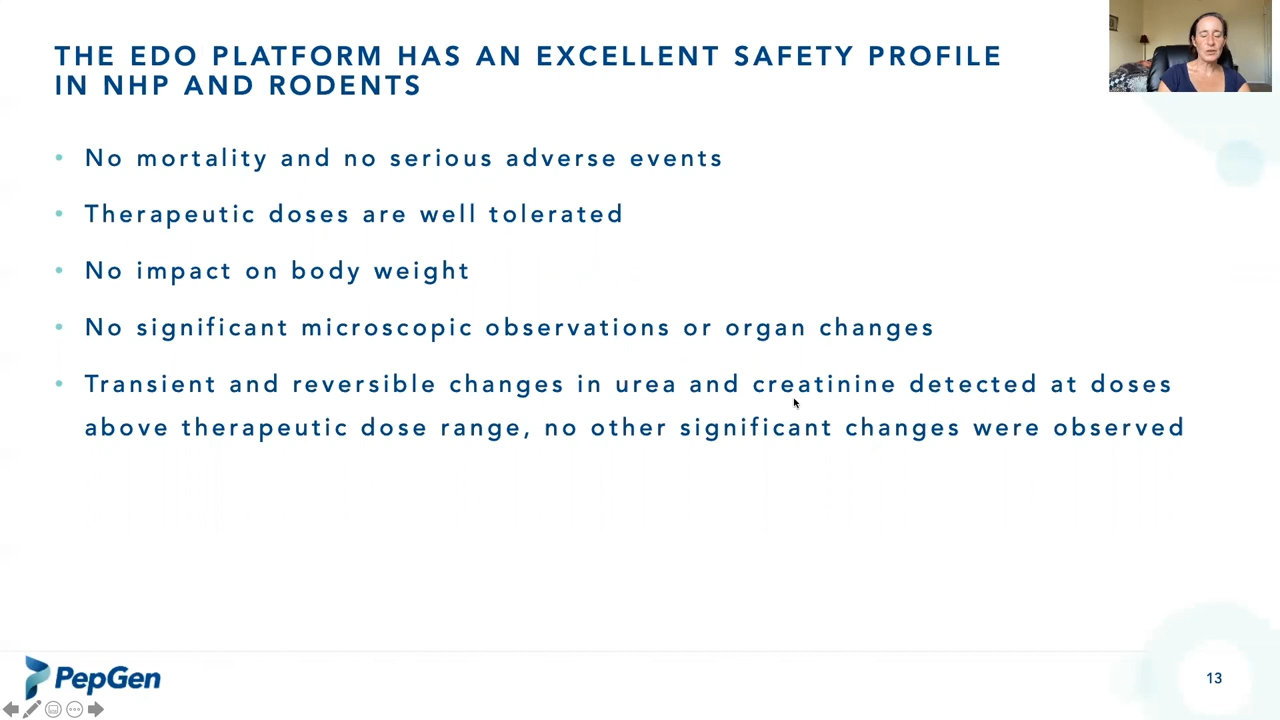 THE EDO PLATFORM HAS AN EXCELLENT SAFETY PROFILE
IN NHP AND RODENTS
• No mortality and no serious adverse events
• Therapeutic doses are well tolerated
• No impact on body weight
• No significant microscopic observations or organ changes
• Transient and reversible changes in urea and creatinine detected at doses
above therapeutic dose range, no other significant changes were observed
PepGen
13